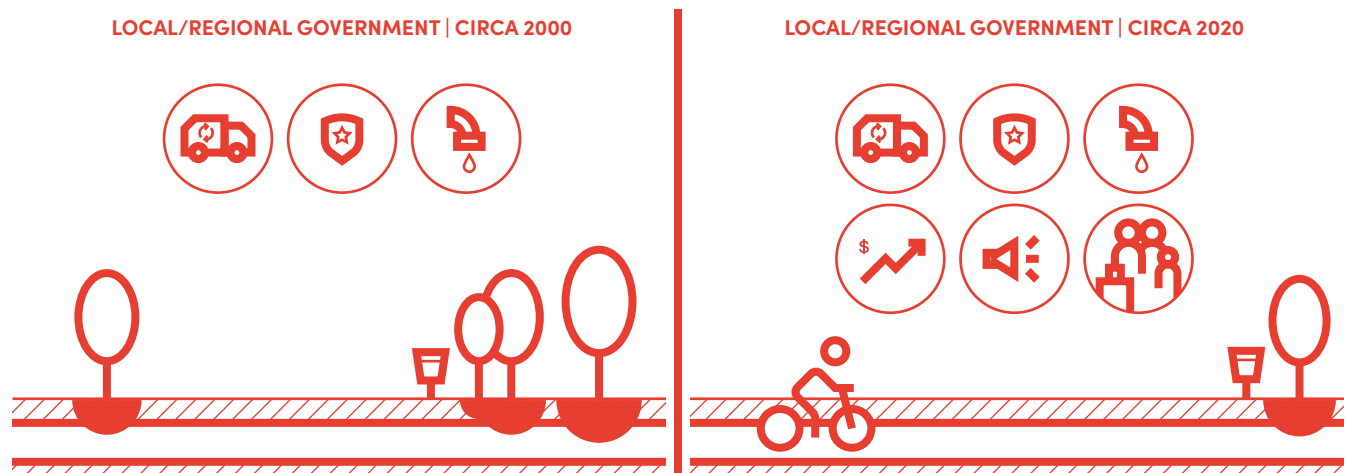 LOCAL/REGIONAL GOVERNMENT | CIRCA 2000
LOCAL/REGIONAL GOVERNMENT | CIRCA 2020
$